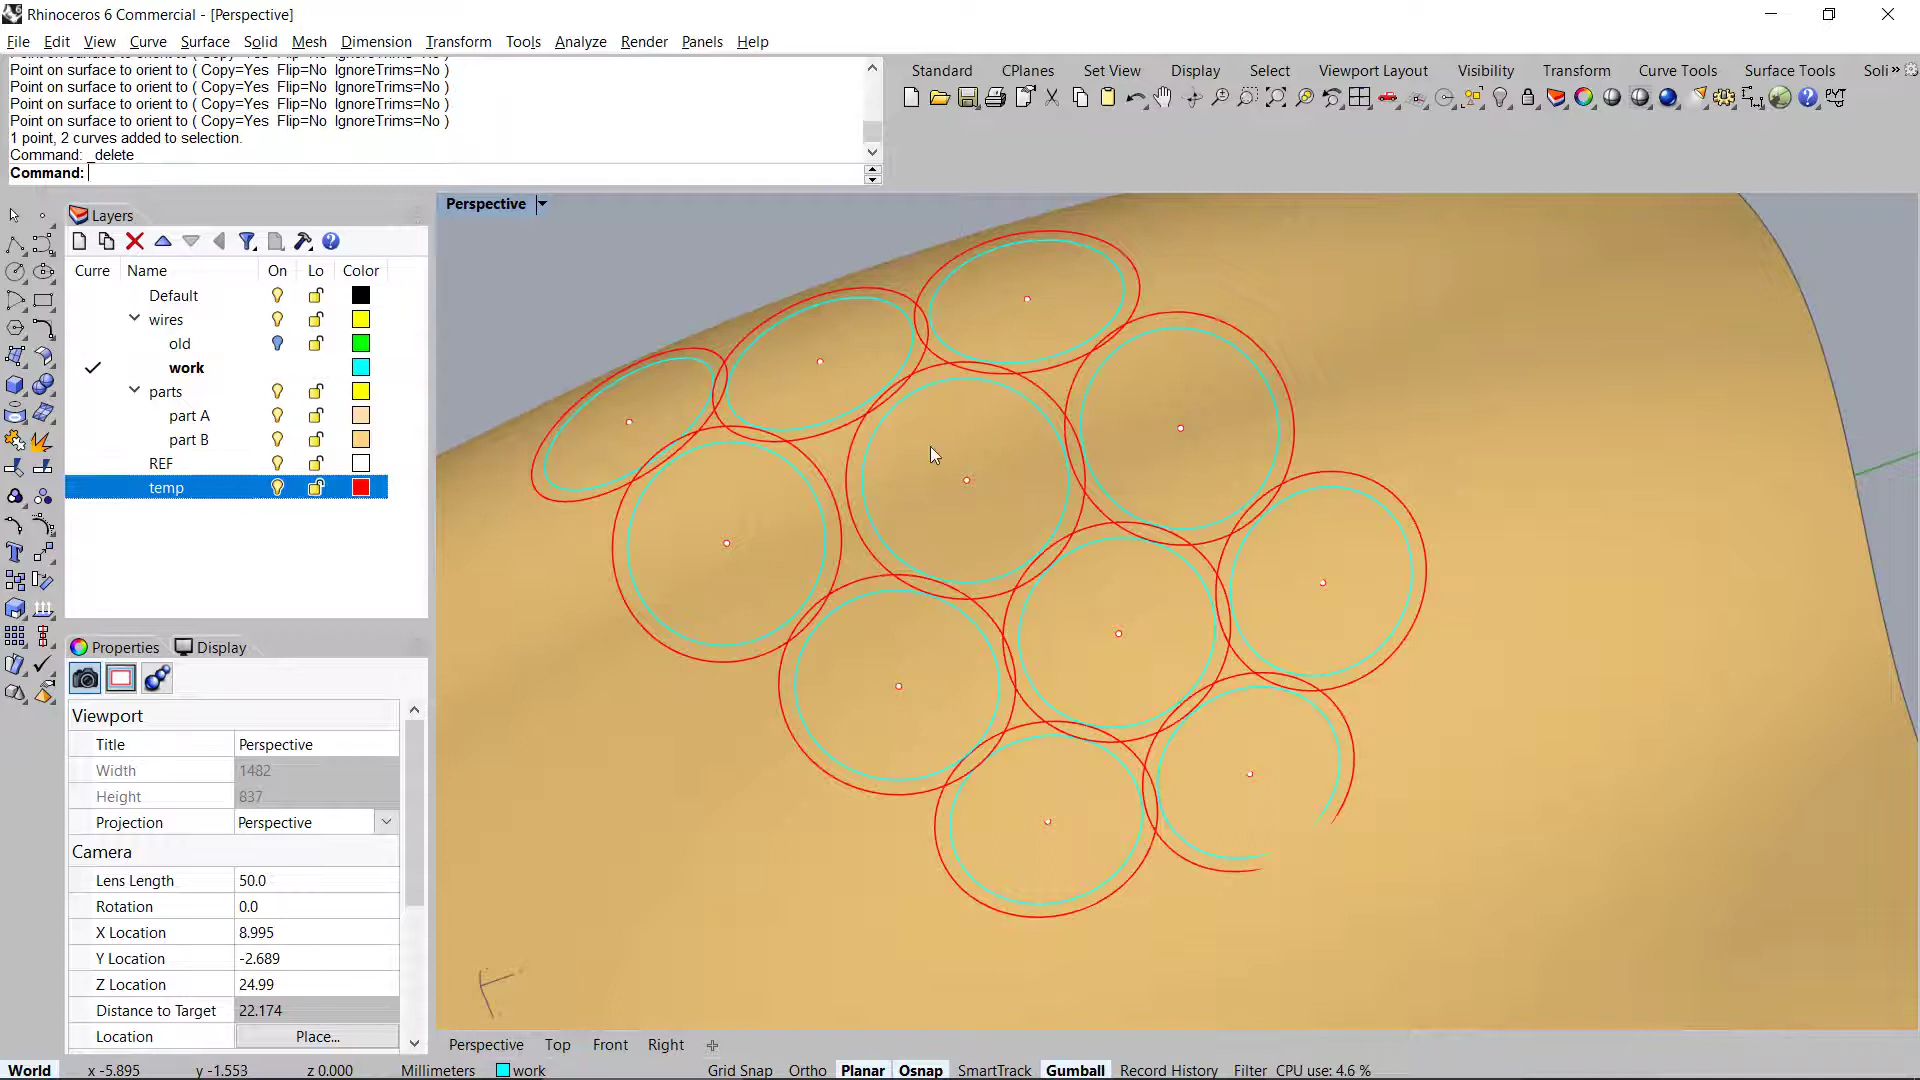 Rhinoceros 6 Commercial - [Perspective]
File Edit View Curve Surface Solid Mesh Dimension Transform Tools Analyze Render Panels Help
Point on surface to orient to ( Copy=Yes Flip=No IgnoreTrims=No )
Point on surface to orient to ( Copy=Yes Flip=No IgnoreTrims=No )
Point on surface to orient to ( Copy=Yes Flip=No IgnoreTrims=No )
Point on surface to orient to ( Copy=Yes Flip=No IgnoreTrims=No )
1 point, 2 curves added to selection.
Command: _delete
Command:
Standard CPlanes Set View Display Select Viewport Layout Visibility Transform Curve Tools Surface Tools Soli »
Perspective
Layers
Curre Name On Lo Color
Default
wires
old
work
parts
part A
part B
REF
temp
Properties Display
Viewport
Title Perspective
Width 1482
Height 837
Projection Perspective
Camera
Lens Length 50.0
Rotation 0.0
X Location 8.995
Y Location -2.689
Z Location 24.99
Distance to Target 22.174
Location Place...
Perspective Top Front Right
World x -5.895 y -1.553 z 0.000 Millimeters work Grid Snap Ortho Planar Osnap SmartTrack Gumball Record History Filter CPU use: 4.6 %